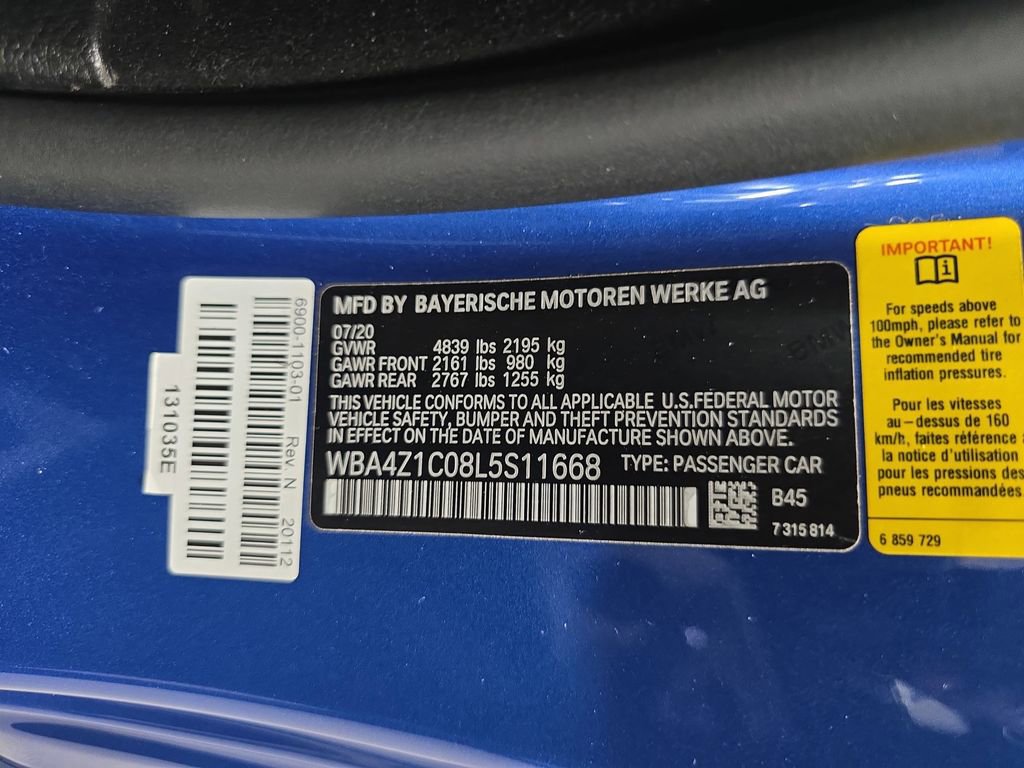 MFD BY BAYERISCHE MOTOREN WERKE AG
07/20
GVWR 4839 lbs 2195 kg
GAWR FRONT 2161 lbs 980 kg
GAWR REAR 2767 lbs 1255 kg
THIS VEHICLE CONFORMS TO ALL APPLICABLE U.S.FEDERAL MOTOR
VEHICLE SAFETY, BUMPER AND THEFT PREVENTION STANDARDS
IN EFFECT ON THE DATE OF MANUFACTURE SHOWN ABOVE.
WBA4Z1C08L5S11668 TYPE: PASSENGER CAR
B45
7315814
6900-1103-01 Rev. N 20112
131035E
IMPORTANT!
For speeds above
100mph, please refer to
the Owner's Manual for
recommended tire
inflation pressures.
Pour les vitesses
au-dessus de 160
km/h, faites référence à
la notice d'utilisation
pour les pressions des
pneus recommandées
6 859 729